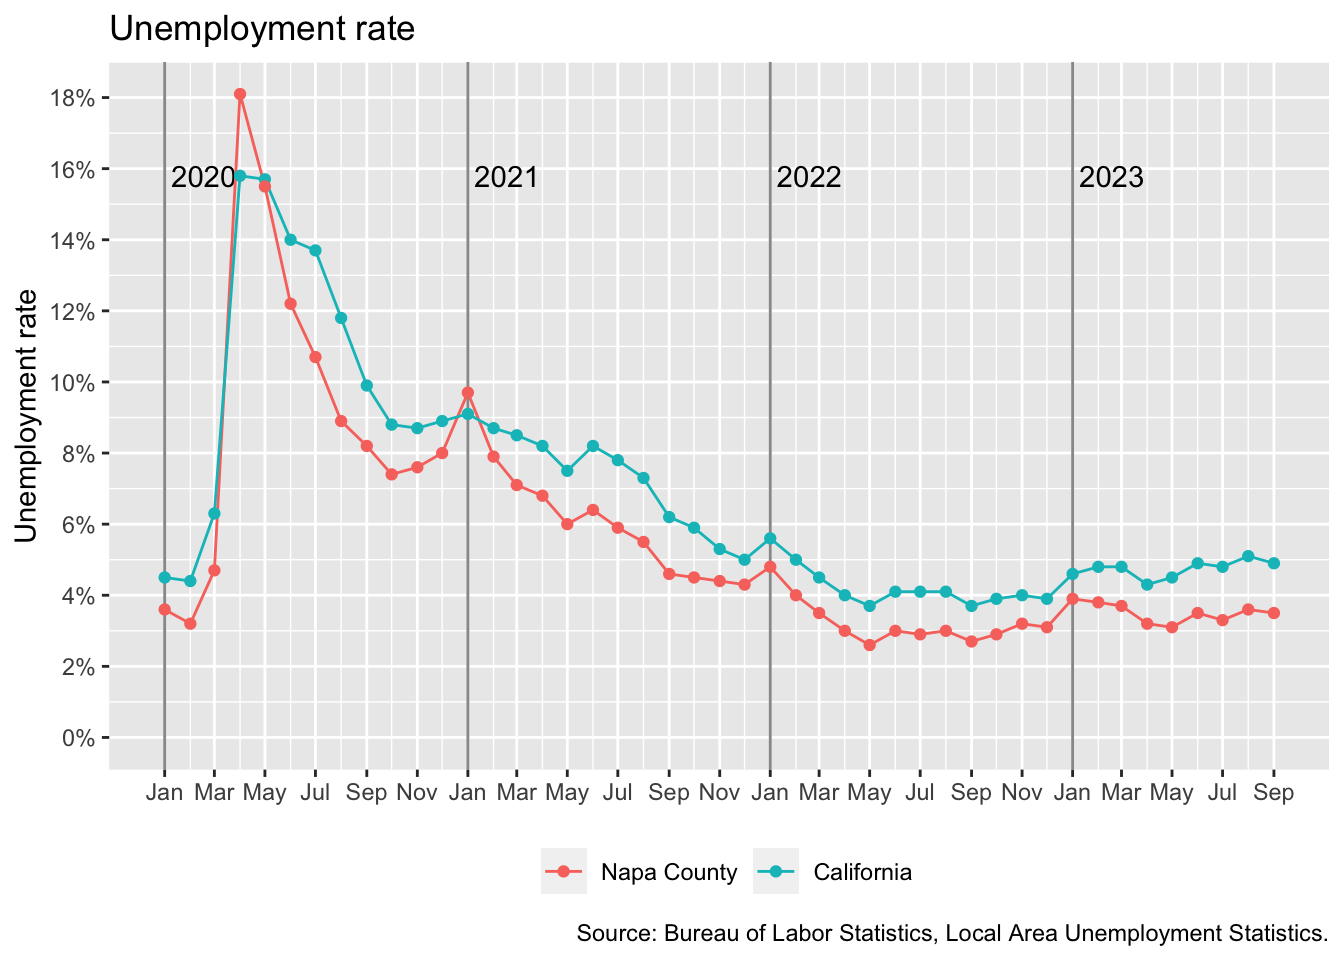 Unemployment rate
18%
16%
14%
12%
10%
8%
6%
4%
2%
0%
Unemployment rate
2020 2021 2022 2023
Jan Mar May Jul Sep Nov Jan Mar May Jul Sep Nov Jan Mar May Jul Sep Nov Jan Mar May Jul Sep
Napa County California
Source: Bureau of Labor Statistics, Local Area Unemployment Statistics.